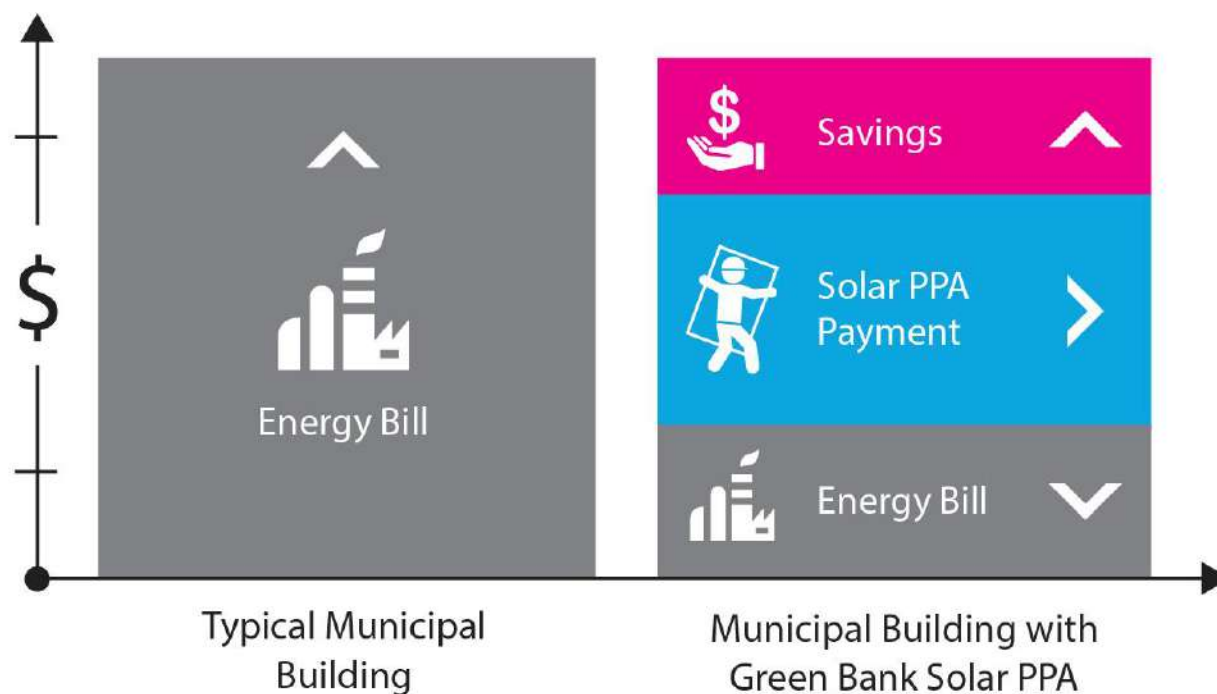 $
Energy Bill
$
Savings
Solar PPA
Payment
Energy Bill
Typical Municipal
Building
Municipal Building with
Green Bank Solar PPA